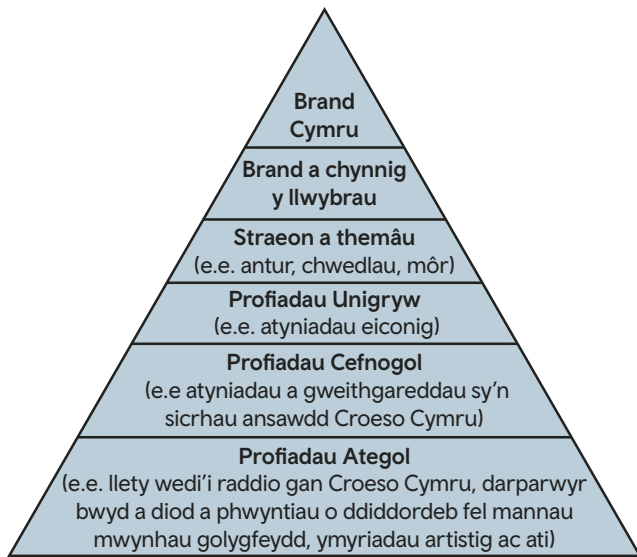 Brand
Cymru
Brand a chynnig
y llwybrau
Straeon a themâu
(e.e. antur, chwedlau, môr)
Profiadau Unigryw
(e.e. atyniadau eiconig)
Profiadau Cefnogol
(e.e atyniadau a gweithgareddau sy'n
sicrhau ansawdd Croeso Cymru)
Profiadau Ategol
(e.e. llety wedi'i raddio gan Croeso Cymru, darparwyr
bwyd a diod a phwyntiau o ddiddordeb fel mannau
mwynhau golygfeydd, ymyriadau artistig ac ati)